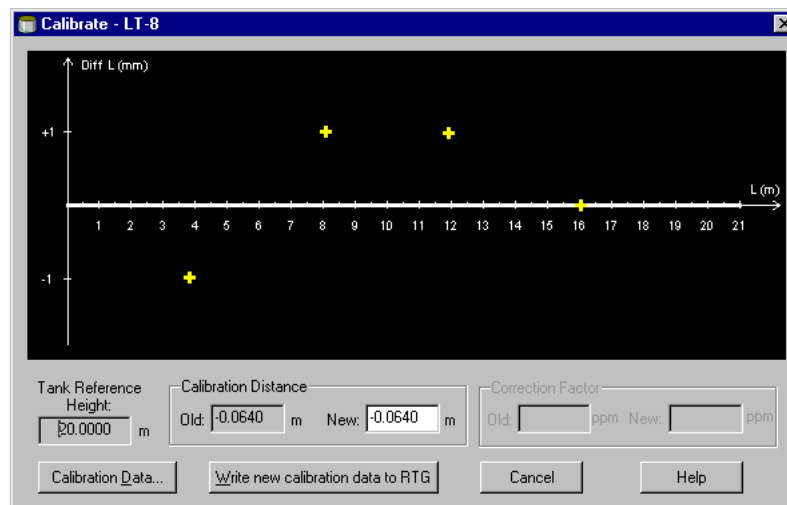 Calibrate - LT-8
Diff L (mm)
+1
L (m)
1 2 3 4 5 6 7 8 9 10 11 12 13 14 15 16 17 18 19 20 21
-1
Tank Reference Height:
20.0000 m
Calibration Distance
Old: -0.0640 m New: -0.0640 m
Correction Factor
Old: ppm New: ppm
Calibration Data...
Write new calibration data to RTG
Cancel
Help